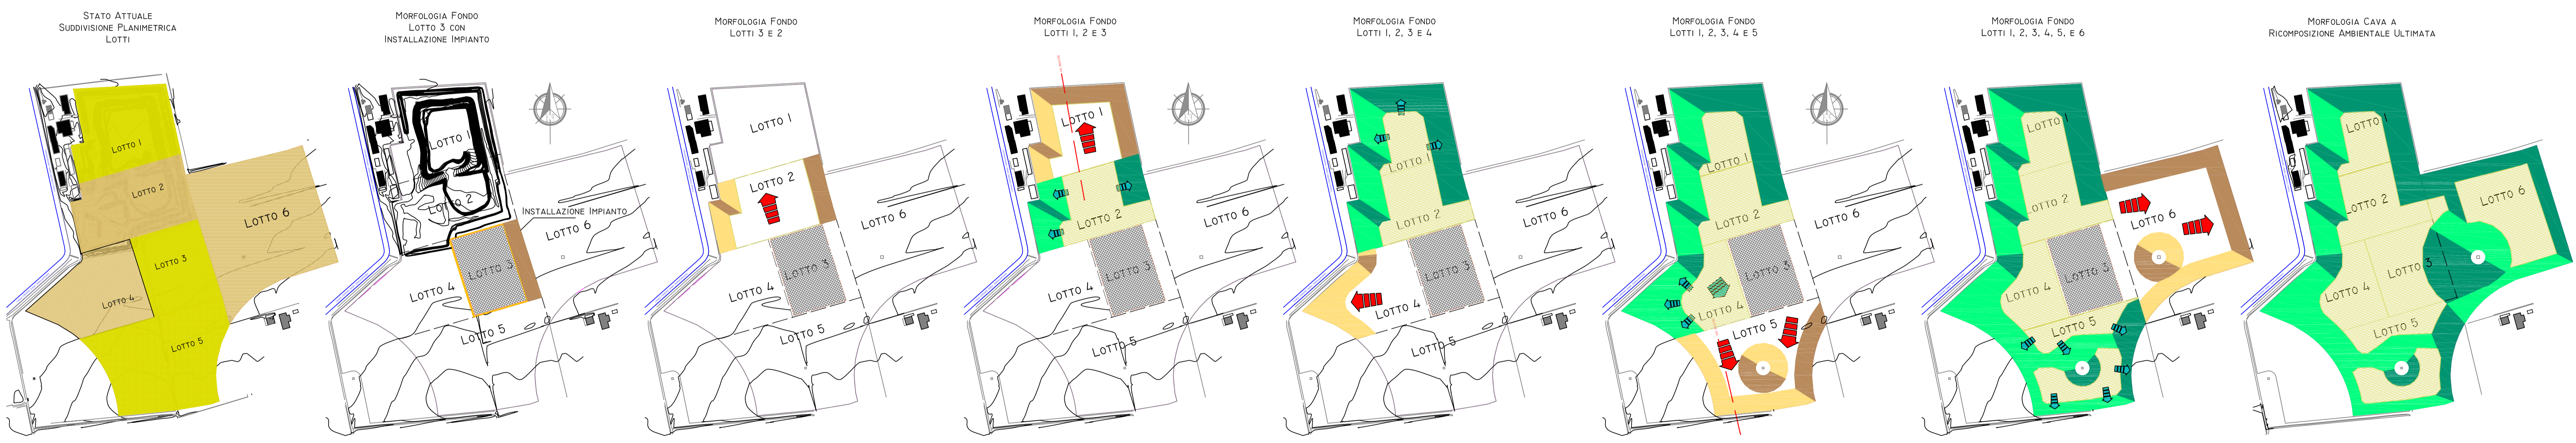 STATO ATTUALE
SUDDIVISIONE PLANIMETRICA
LOTTI
LOTTO 1
LOTTO 2
LOTTO 6
LOTTO 3
LOTTO 4
LOTTO 5
MORFOLOGIA FONDO
LOTTO 3 CON
INSTALLAZIONE IMPIANTO
LOTTO 1
LOTTO 2
INSTALLAZIONE IMPIANTO
LOTTO 6
LOTTO 3
LOTTO 4
LOTTO 5
MORFOLOGIA FONDO
LOTTI 3 E 2
LOTTO 1
LOTTO 2
LOTTO 6
LOTTO 3
LOTTO 4
LOTTO 5
MORFOLOGIA FONDO
LOTTI 1, 2 E 3
LOTTO 1
LOTTO 2
LOTTO 6
LOTTO 3
LOTTO 4
LOTTO 5
MORFOLOGIA FONDO
LOTTI 1, 2, 3 E 4
LOTTO 1
LOTTO 2
LOTTO 6
LOTTO 3
LOTTO 4
LOTTO 5
MORFOLOGIA FONDO
LOTTI 1, 2, 3, 4 E 5
LOTTO 1
LOTTO 2
LOTTO 6
LOTTO 3
LOTTO 4
LOTTO 5
MORFOLOGIA FONDO
LOTTI 1, 2, 3, 4, 5, E 6
LOTTO 1
LOTTO 2
LOTTO 6
LOTTO 3
LOTTO 4
LOTTO 5
MORFOLOGIA CAVA A
RICOMPOSIZIONE AMBIENTALE ULTIMATA
LOTTO 1
LOTTO 2
LOTTO 6
LOTTO 3
LOTTO 4
LOTTO 5